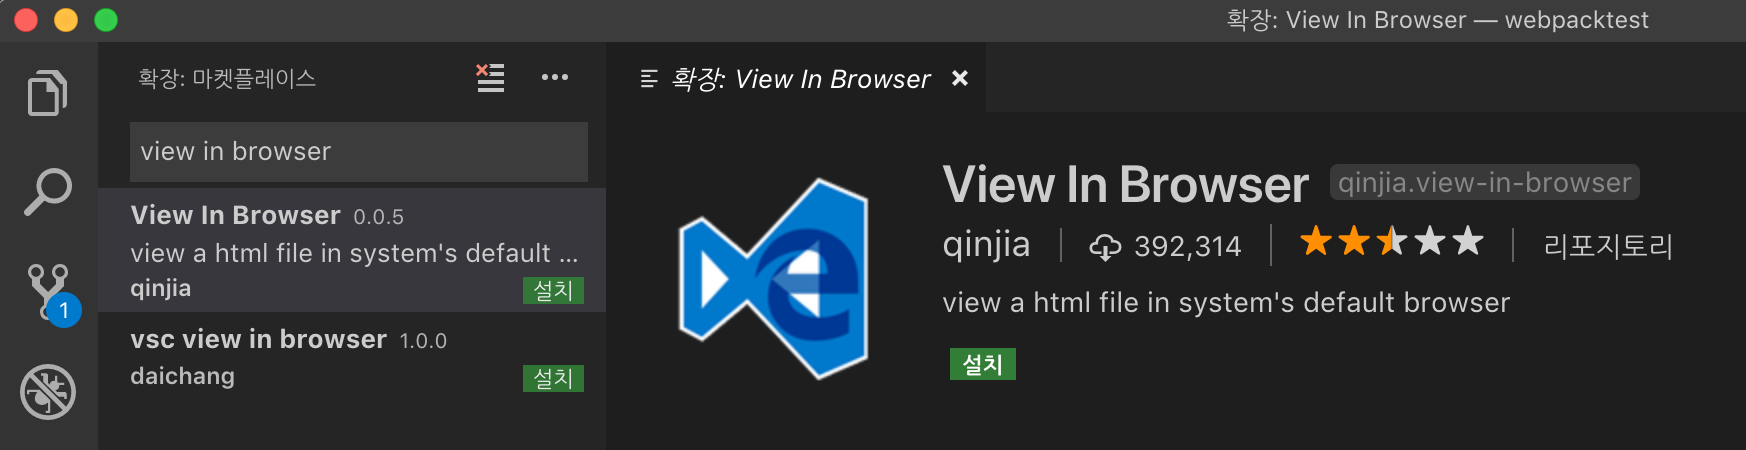 확장: View In Browser — webpacktest
확장: 마켓플레이스
view in browser
View In Browser 0.0.5
view a html file in system's default ...
qinjia 설치
vsc view in browser 1.0.0
daichang 설치
1
확장: View In Browser
View In Browser qinjia.view-in-browser
qinjia 392,314 리포지토리
view a html file in system's default browser
설치